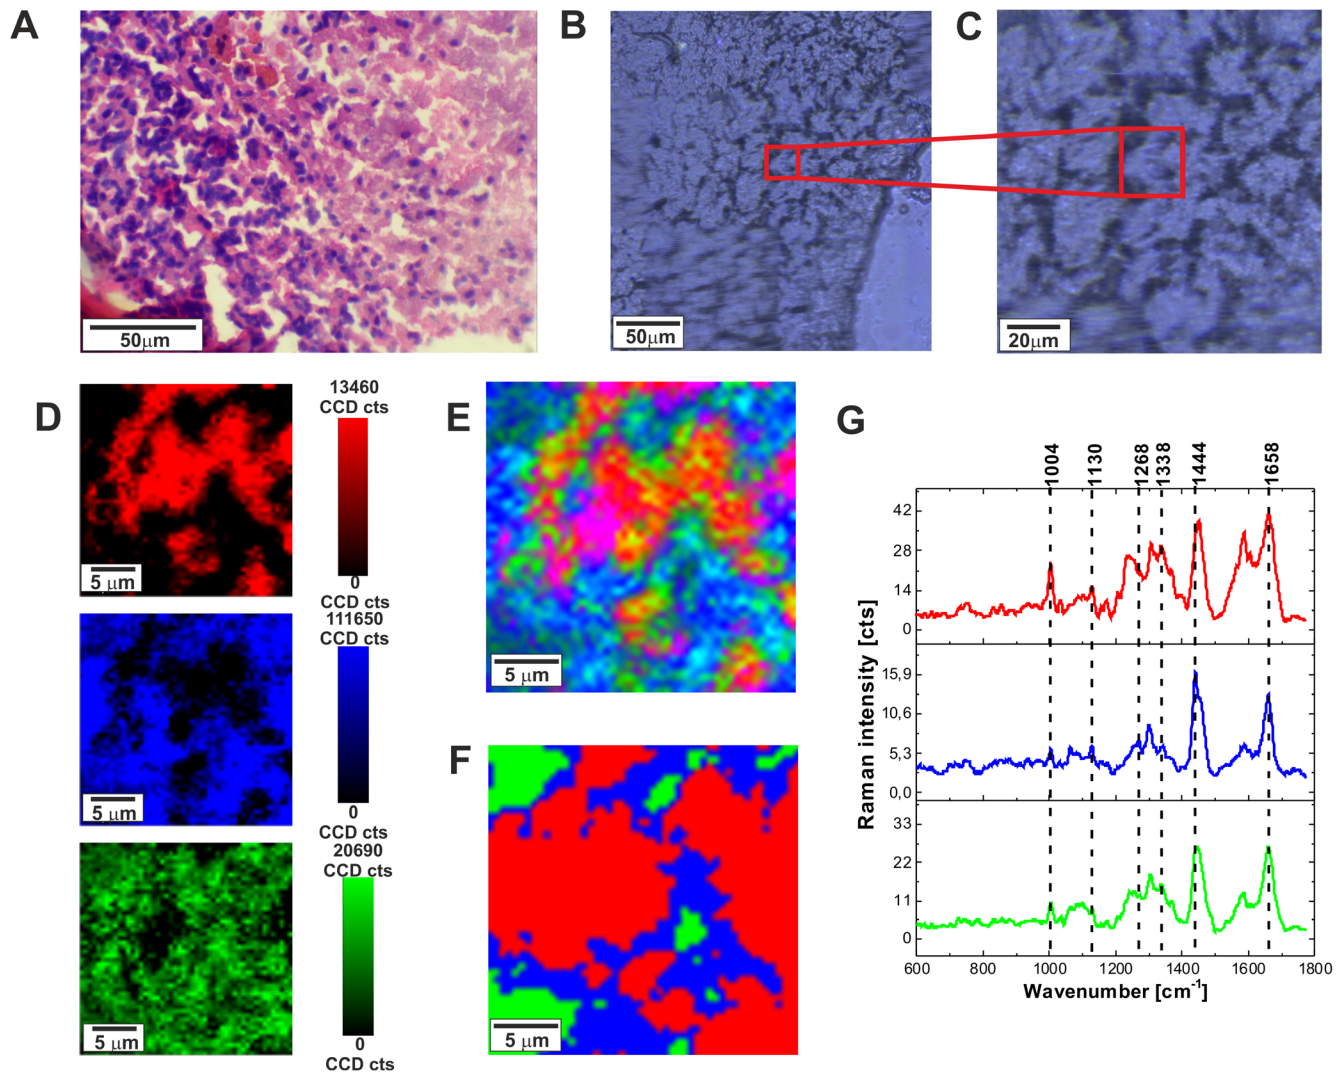 A
B
C
50μm
50μm
20μm
D
13460
CCD cts
0
CCD cts
5 μm
111650
CCD cts
0
CCD cts
5 μm
20690
CCD cts
0
CCD cts
5 μm
E
5 μm
F
5 μm
G
1004
1130
1268
1338
1444
1658
42
28
14
0
15,9
10,6
5,3
0,0
33
22
11
0
Raman intensity [cts]
600 800 1000 1200 1400 1600 1800
Wavenumber [cm-1]